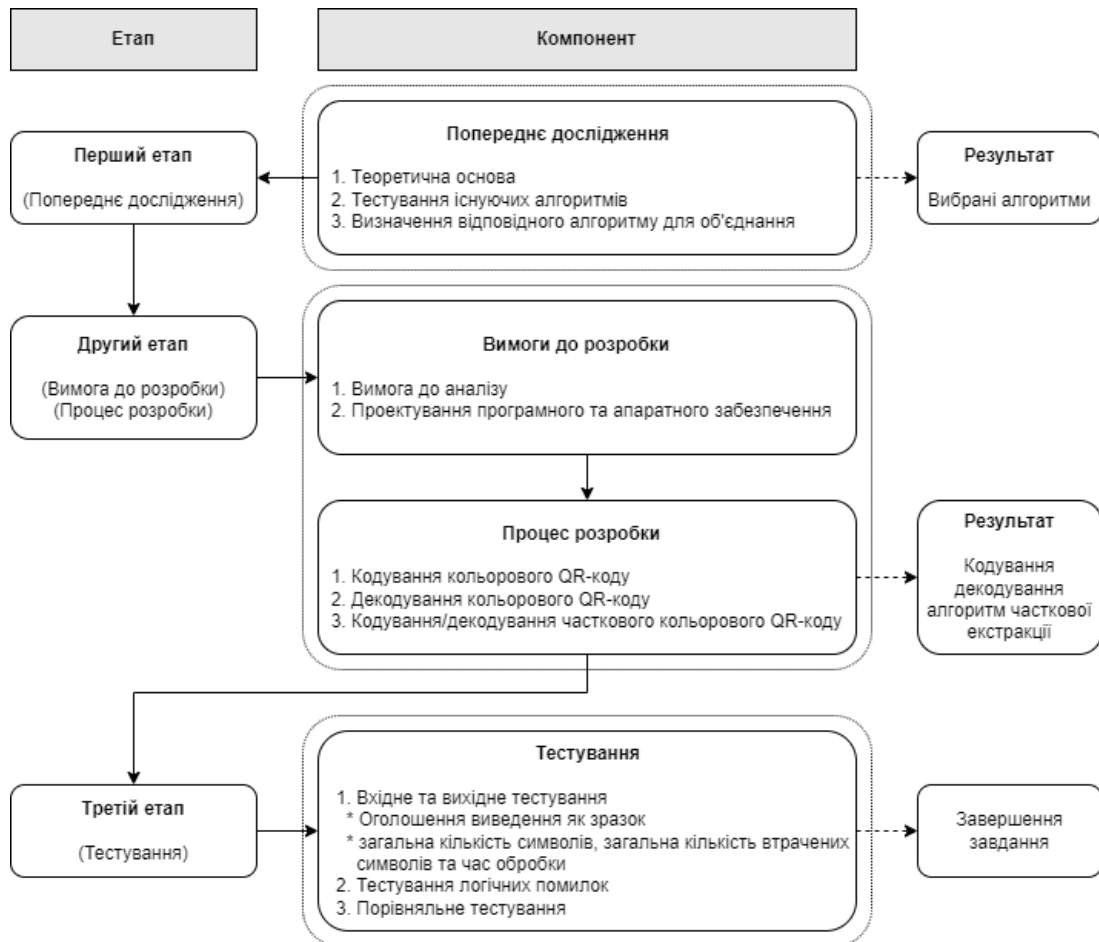 Етап
Компонент
Попереднє дослідження
1. Теоретична основа
2. Тестування існуючих алгоритмів
3. Визначення відповідного алгоритму для об'єднання
Перший етап
(Попереднє дослідження)
Результат
Вибрані алгоритми
Другий етап
(Вимога до розробки)
(Процес розробки)
Вимоги до розробки
1. Вимога до аналізу
2. Проектування програмного та апаратного забезпечення
Процес розробки
1. Кодування кольорового QR-коду
2. Декодування кольорового QR-коду
3. Кодування/декодування часткового кольорового QR-коду
Результат
Кодування
декодування
алгоритм часткової
екстракції
Третій етап
(Тестування)
Тестування
1. Вхідне та вихідне тестування
* Оголошення виведення як зразок
* загальна кількість символів, загальна кількість втрачених
символів та час обробки
2. Тестування логічних помилок
3. Порівняльне тестування
Завершення
завдання